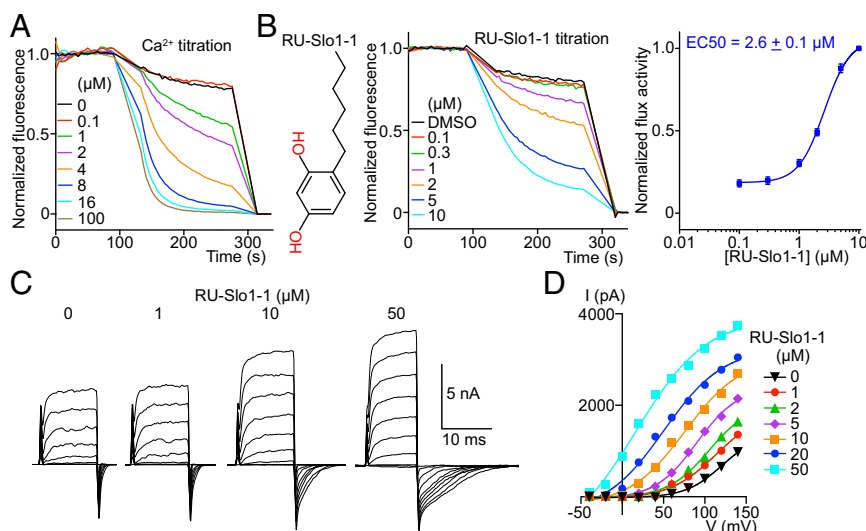 A
Ca²⁺ titration
Normalized fluorescence
1.0
0.5
0
(µM)
0
0.1
1
2
4
8
16
100
0
100
200
300
Time (s)
B
RU-Slo1-1
OH
HO
RU-Slo1-1 titration
Normalized fluorescence
1.0
0.5
0
(µM)
DMSO
0.1
0.3
1
2
5
10
0
100
200
300
Time (s)
EC50 = 2.6 ± 0.1 µM
Normalized flux activity
1.0
0.5
0
0.01
0.1
1
10
[RU-Slo1-1] (µM)
C
RU-Slo1-1 (µM)
0
1
10
50
5 nA
10 ms
D
I (pA)
4000
2000
-50
0
50
100
150
V (mV)
RU-Slo1-1
(µM)
0
1
2
5
10
20
50